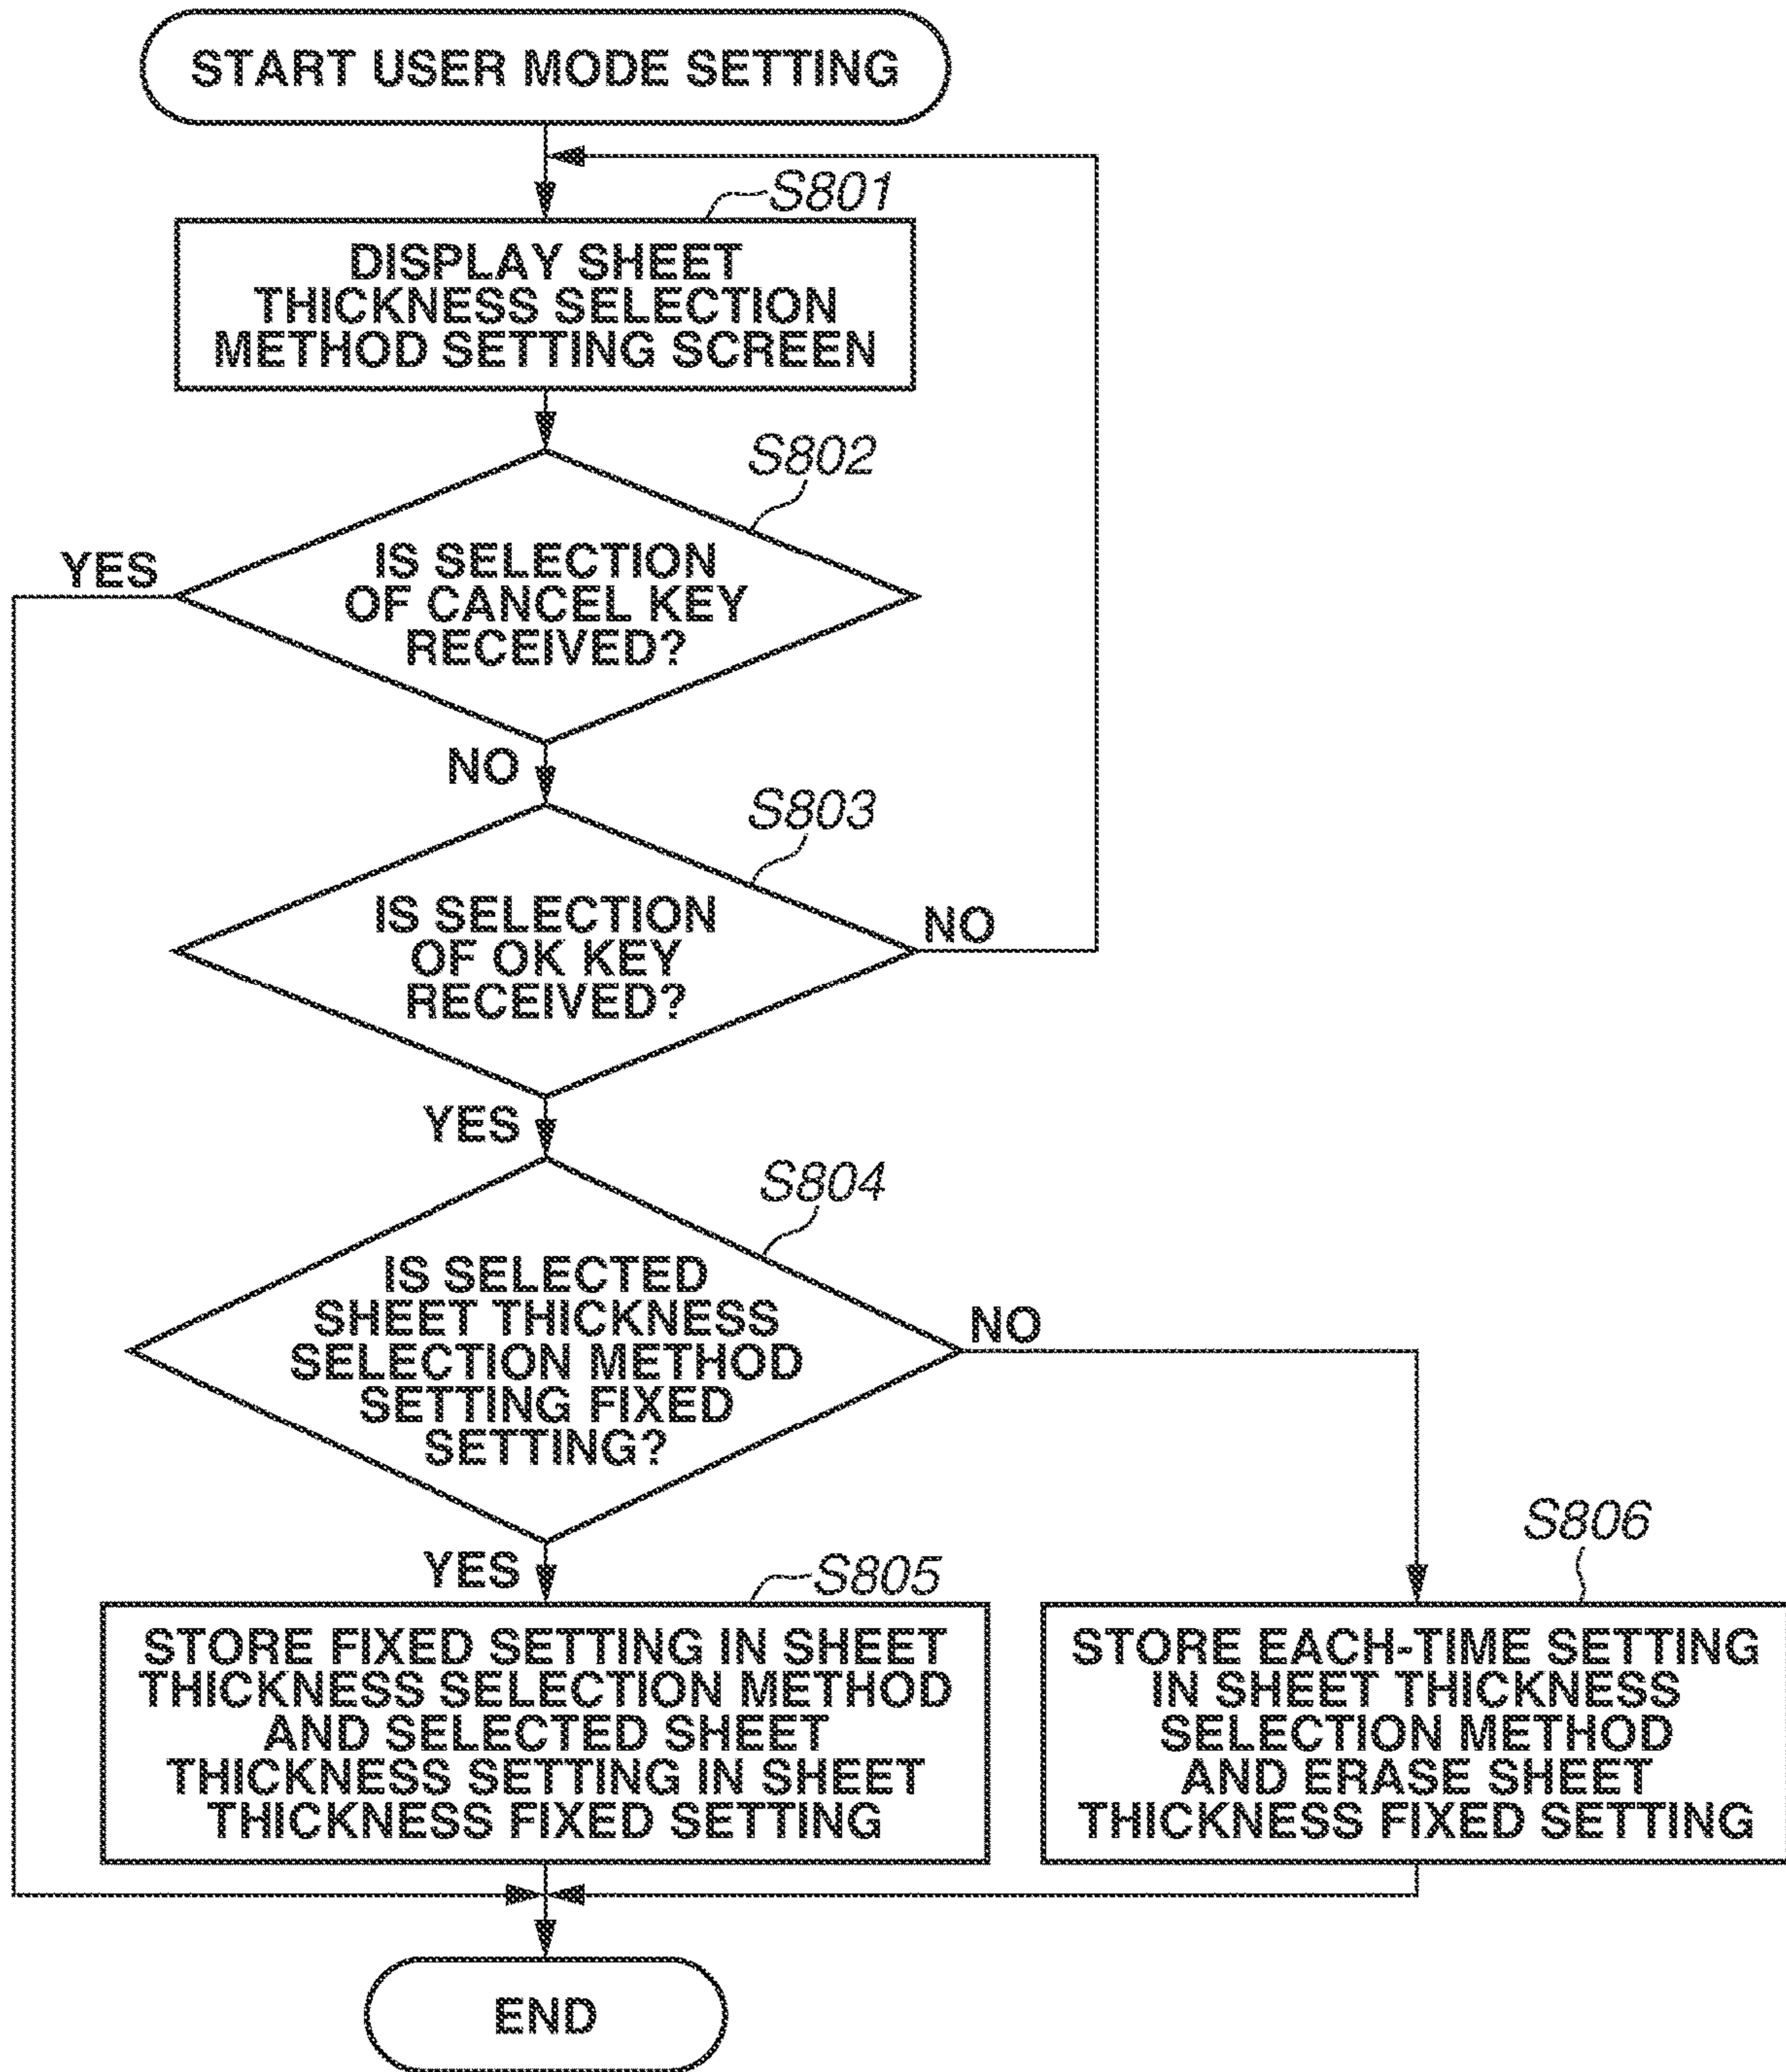 START USER MODE SETTING
S801
DISPLAY SHEET
THICKNESS SELECTION
METHOD SETTING SCREEN
S802
YES
IS SELECTION
OF CANCEL KEY
RECEIVED?
NO
S803
IS SELECTION
OF OK KEY
RECEIVED?
NO
YES
S804
IS SELECTED
SHEET THICKNESS
SELECTION METHOD
SETTING FIXED
SETTING?
NO
YES
S805
STORE FIXED SETTING IN SHEET
THICKNESS SELECTION METHOD
AND SELECTED SHEET
THICKNESS SETTING IN SHEET
THICKNESS FIXED SETTING
S806
STORE EACH-TIME SETTING
IN SHEET THICKNESS
SELECTION METHOD
AND ERASE SHEET
THICKNESS FIXED SETTING
END